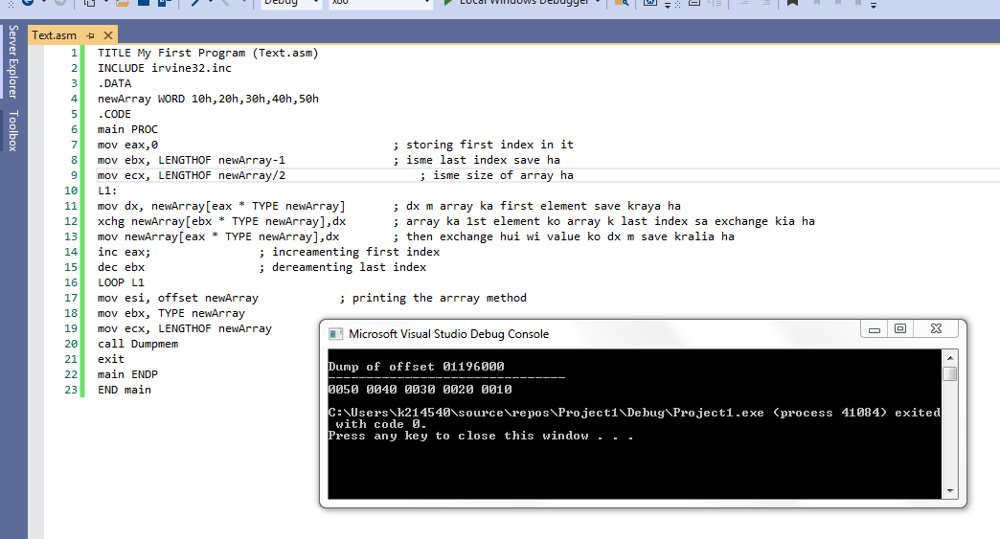 Debug x86 Local Windows Debugger
Server Explorer
Toolbox
Text.asm
1 TITLE My First Program (Text.asm)
2 INCLUDE irvine32.inc
3 .DATA
4 newArray WORD 10h,20h,30h,40h,50h
5 .CODE
6 main PROC
7 mov eax,0 ; storing first index in it
8 mov ebx, LENGTHOF newArray-1 ; isme last index save ha
9 mov ecx, LENGTHOF newArray/2 ; isme size of array ha
10 L1:
11 mov dx, newArray[eax * TYPE newArray] ; dx m array ka first element save kraya ha
12 xchg newArray[ebx * TYPE newArray],dx ; array ka 1st element ko array k last index sa exchange kia ha
13 mov newArray[eax * TYPE newArray],dx ; then exchange hui wi value ko dx m save kralia ha
14 inc eax; ; increamenting first index
15 dec ebx ; dereamenting last index
16 LOOP L1
17 mov esi, offset newArray ; printing the arrray method
18 mov ebx, TYPE newArray
19 mov ecx, LENGTHOF newArray
20 call Dumpmem
21 exit
22 main ENDP
23 END main
Microsoft Visual Studio Debug Console
Dump of offset 01196000
-------------------------------
0050 0040 0030 0020 0010
C:\Users\k214540\source\repos\Project1\Debug\Project1.exe (process 41084) exited
with code 0.
Press any key to close this window . . .